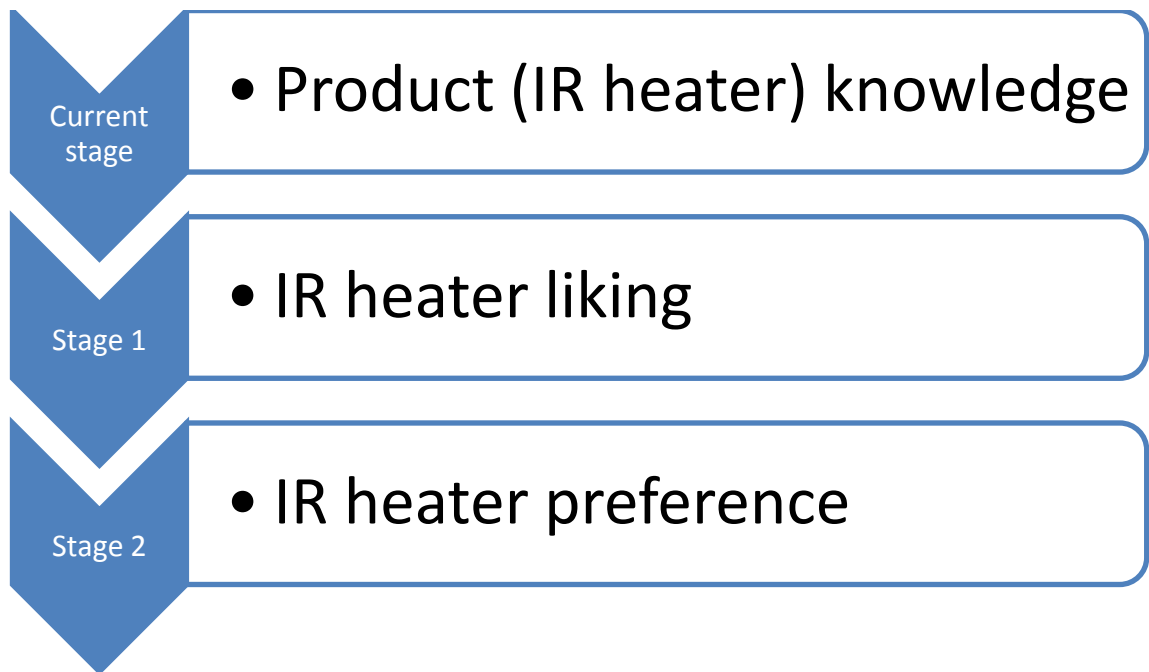 Current
stage
• Product (IR heater) knowledge
Stage 1
• IR heater liking
Stage 2
• IR heater preference